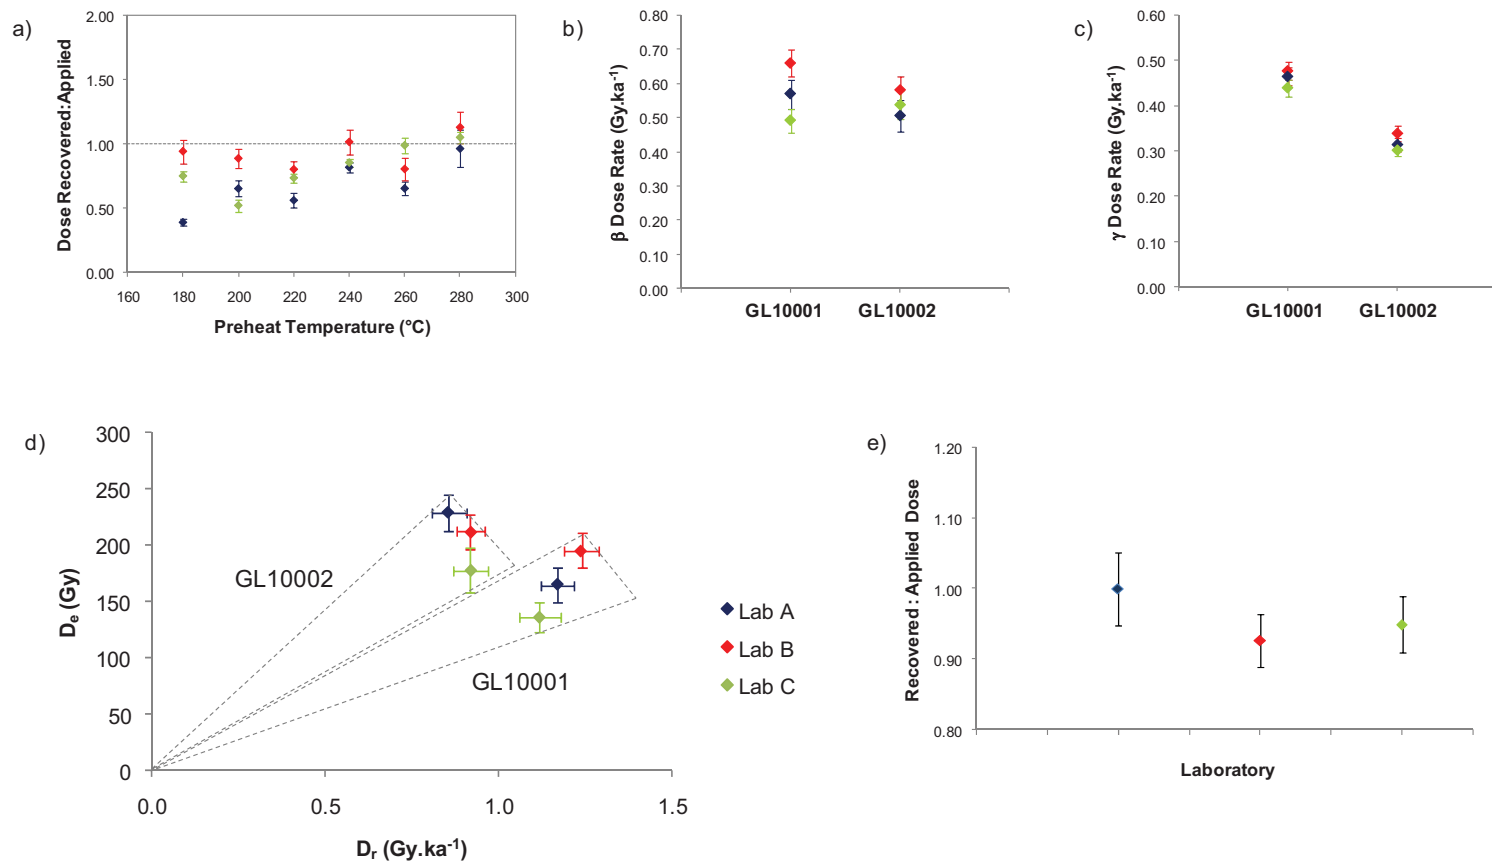 a)
Dose Recovered:Applied
2.00
1.50
1.00
0.50
0.00
160 180 200 220 240 260 280 300
Preheat Temperature (°C)
b)
β Dose Rate (Gy.ka⁻¹)
0.80
0.70
0.60
0.50
0.40
0.30
0.20
0.10
0.00
GL10001 GL10002
c)
γ Dose Rate (Gy.ka⁻¹)
0.60
0.50
0.40
0.30
0.20
0.10
0.00
GL10001 GL10002
d)
Dₑ (Gy)
300
250
200
150
100
50
0
GL10002
GL10001
0.0 0.5 1.0 1.5
Dᵣ (Gy.ka⁻¹)
Lab A
Lab B
Lab C
e)
Recovered : Applied Dose
1.20
1.10
1.00
0.90
0.80
Laboratory